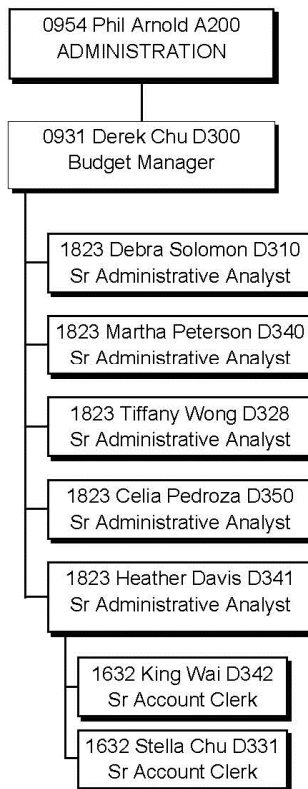 0954 Phil Arnold A200
ADMINISTRATION
0931 Derek Chu D300
Budget Manager
1823 Debra Solomon D310
Sr Administrative Analyst
1823 Martha Peterson D340
Sr Administrative Analyst
1823 Tiffany Wong D328
Sr Administrative Analyst
1823 Celia Pedroza D350
Sr Administrative Analyst
1823 Heather Davis D341
Sr Administrative Analyst
1632 King Wai D342
Sr Account Clerk
1632 Stella Chu D331
Sr Account Clerk